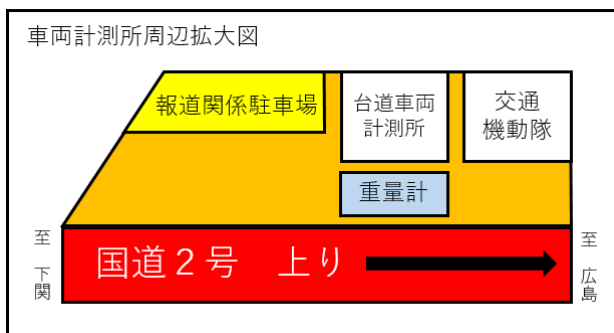 車両計測所周辺拡大図
報道関係駐車場
台道車両
計測所
交通
機動隊
重量計
至 下関
国道２号 上り
至 広島